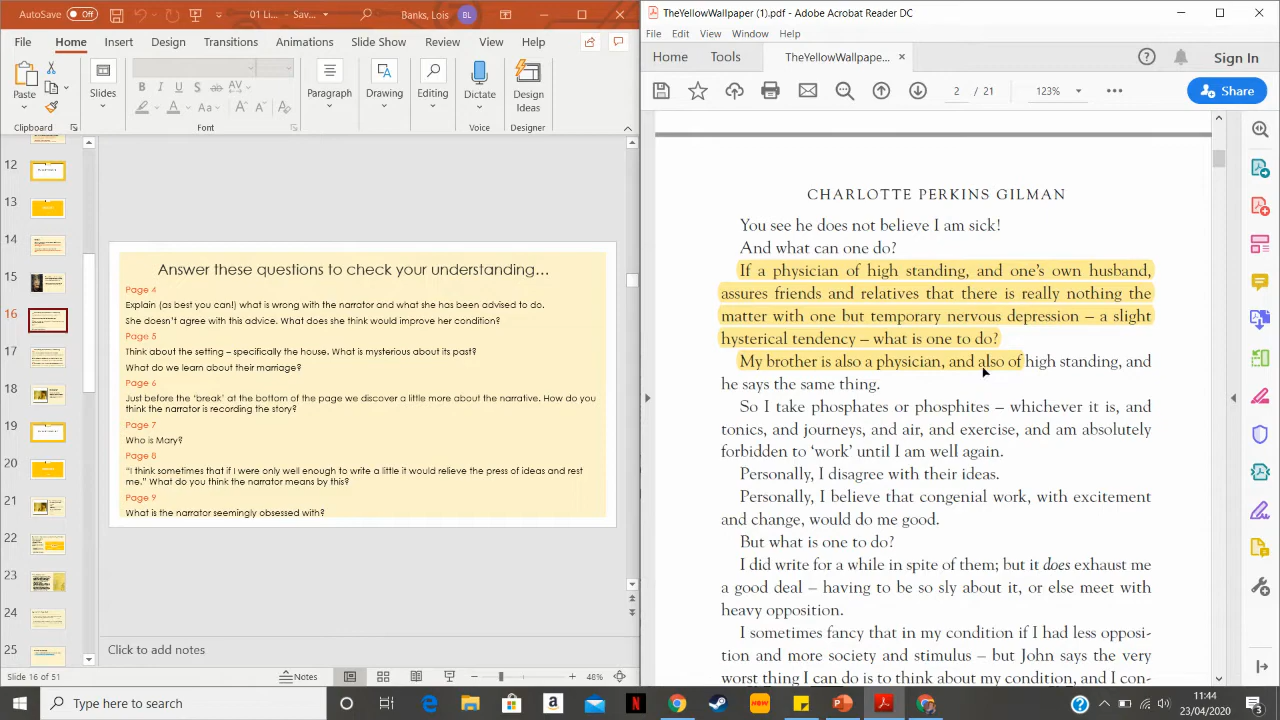 AutoSave Off
01 Li... - Sav...
Banks, Lois
BL
File Home Insert Design Transitions Animations Slide Show Review View Help
Paste
Slides
Paragraph
Drawing
Editing
Dictate
Design
Ideas
Clipboard
Font
Voice
Designer
12
13
14
15
16
17
18
19
20
21
22
23
24
25
Answer these questions to check your understanding…
Page 4
Explain (as best you can!) what is wrong with the narrator and what she has been advised to do.
She doesn't agree with this advice. What does she think would improve her condition?
Page 5
Think about the setting – specifically the house. What is mysterious about its past?
What do we learn about their marriage?
Page 6
Just before the 'break' at the bottom of the page we discover a little more about the narrative. How do you
think the narrator is recording the story?
Page 7
Who is Mary?
Page 8
"I think sometimes that if I were only well enough to write a little it would relieve the press of ideas and rest
me." What do you think the narrator means by this?
Page 9
What is the narrator seemingly obsessed with?
Click to add notes
Slide 16 of 51
Notes
48%
TheYellowWallpaper (1).pdf - Adobe Acrobat Reader DC
File Edit View Window Help
Home Tools TheYellowWallpape... Sign In
2 / 21
123%
Share
CHARLOTTE PERKINS GILMAN
You see he does not believe I am sick!
And what can one do?
If a physician of high standing, and one's own husband,
assures friends and relatives that there is really nothing the
matter with one but temporary nervous depression – a slight
hysterical tendency – what is one to do?
My brother is also a physician, and also of high standing, and
he says the same thing.
So I take phosphates or phosphites – whichever it is, and
tonics, and journeys, and air, and exercise, and am absolutely
forbidden to 'work' until I am well again.
Personally, I disagree with their ideas.
Personally, I believe that congenial work, with excitement
and change, would do me good.
But what is one to do?
I did write for a while in spite of them; but it does exhaust me
a good deal – having to be so sly about it, or else meet with
heavy opposition.
I sometimes fancy that in my condition if I had less opposi-
tion and more society and stimulus – but John says the very
worst thing I can do is to think about my condition, and I con-
Type here to search
11:44
23/04/2020
3